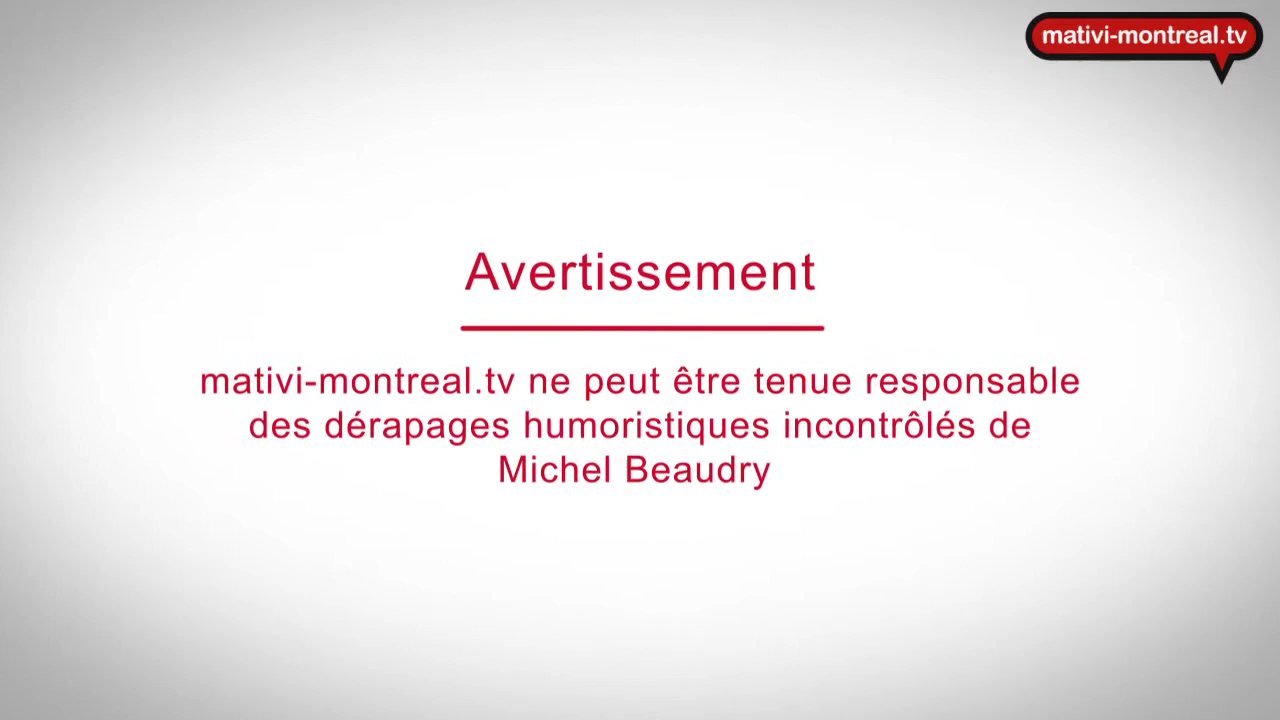 mativi-montreal.tv
Avertissement
mativi-montreal.tv ne peut être tenue responsable
des dérapages humoristiques incontrôlés de
Michel Beaudry